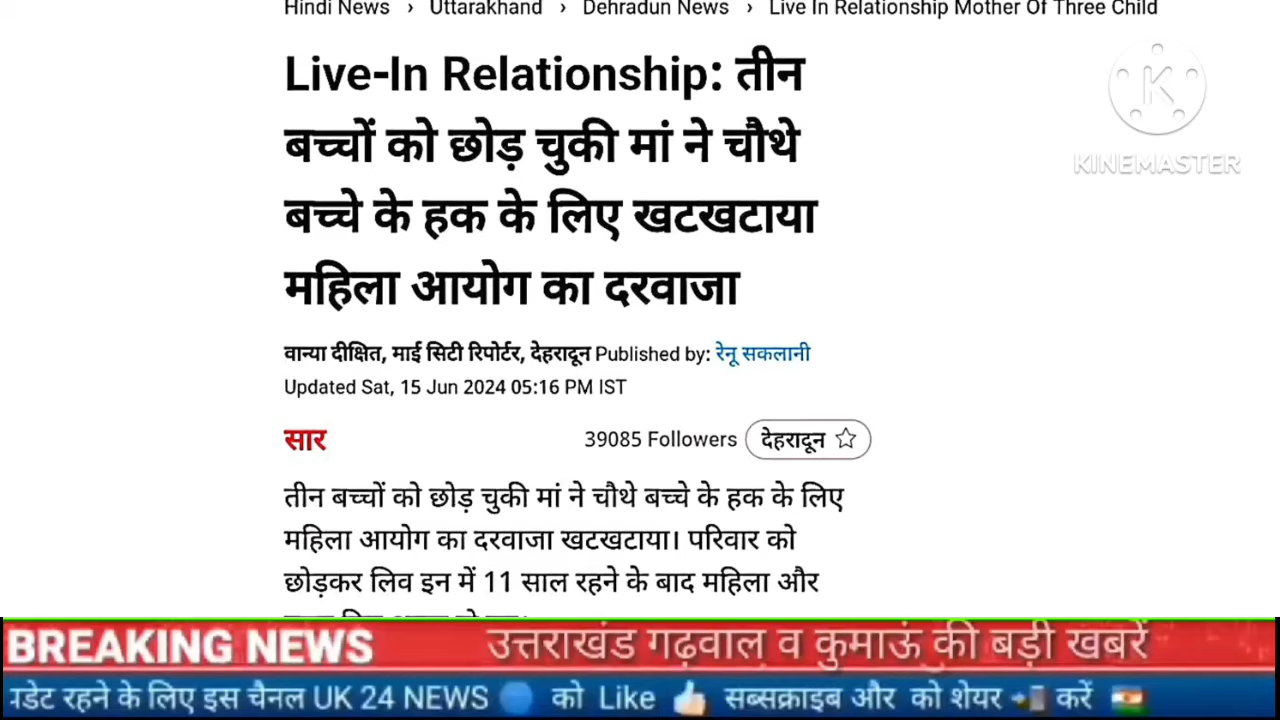 Hindi News › Uttarakhand › Dehradun News › Live In Relationship Mother Of Three Child
Live-In Relationship: तीन
बच्चों को छोड़ चुकी मां ने चौथे
बच्चे के हक के लिए खटखटाया
महिला आयोग का दरवाजा
KINEMASTER
वान्या दीक्षित, माई सिटी रिपोर्टर, देहरादून Published by: रेनू सकलानी
Updated Sat, 15 Jun 2024 05:16 PM IST
सार
39085 Followers देहरादून
तीन बच्चों को छोड़ चुकी मां ने चौथे बच्चे के हक के लिए
महिला आयोग का दरवाजा खटखटाया। परिवार को
छोड़कर लिव इन में 11 साल रहने के बाद महिला और
BREAKING NEWS उत्तराखंड गढ़वाल व कुमाऊं की बड़ी खबरें
पडेट रहने के लिए इस चैनल UK 24 NEWS 🔵 को Like 👍 सब्सक्राइब और को शेयर 📲 करें 🇮🇳